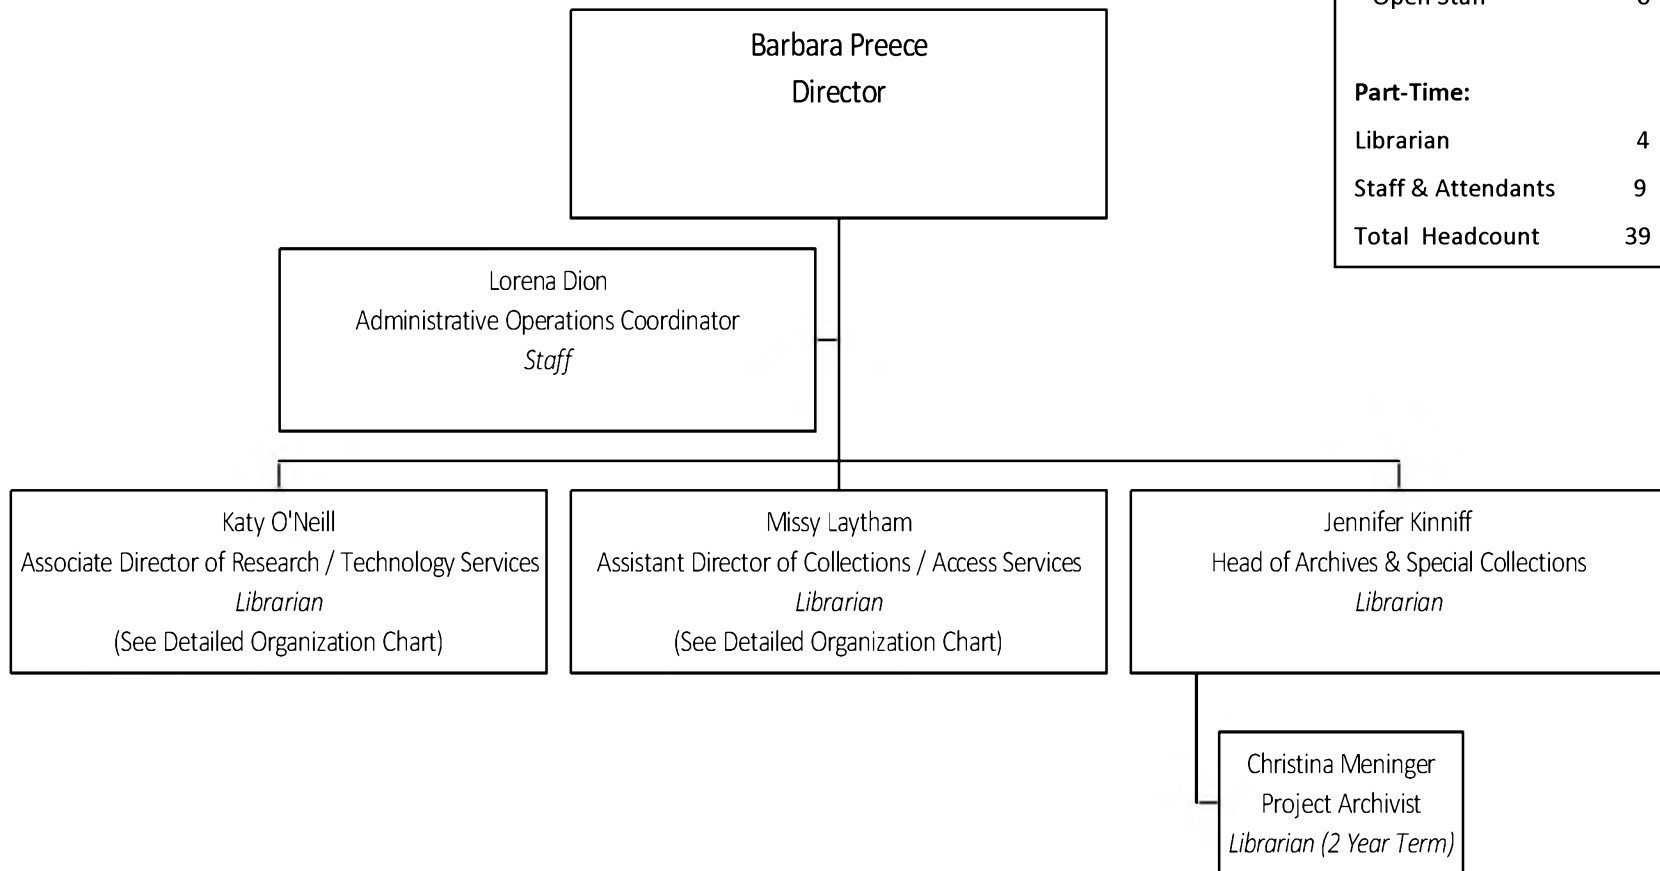 Barbara Preece
Director
Part-Time:
Librarian 4
Staff & Attendants 9
Total Headcount 39
Lorena Dion
Administrative Operations Coordinator
Staff
Katy O'Neill
Associate Director of Research / Technology Services
Librarian
(See Detailed Organization Chart)
Missy Laytham
Assistant Director of Collections / Access Services
Librarian
(See Detailed Organization Chart)
Jennifer Kinniff
Head of Archives & Special Collections
Librarian
Christina Meninger
Project Archivist
Librarian (2 Year Term)